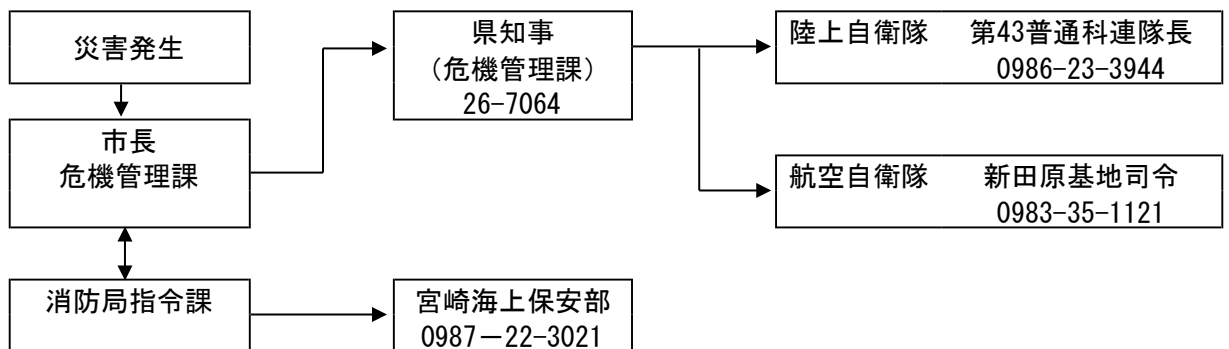 災害発生
市長
危機管理課
消防局指令課
県知事
（危機管理課）
26-7064
宮崎海上保安部
0987－22-3021
陸上自衛隊　第43普通科連隊長
0986-23-3944
航空自衛隊　新田原基地司令
0983-35-1121